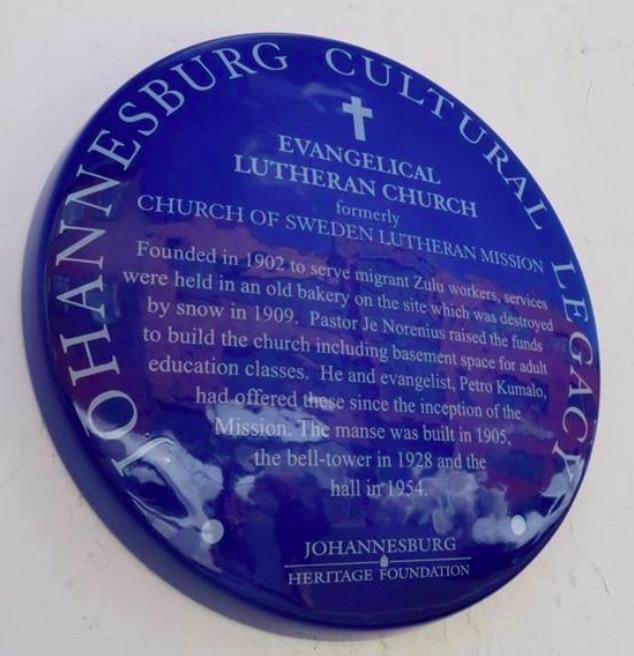 JOHANNESBURG CULTURAL LEGACY
EVANGELICAL
LUTHERAN CHURCH
formerly
CHURCH OF SWEDEN LUTHERAN MISSION
Founded in 1902 to serve migrant Zulu workers, services
were held in an old bakery on the site which was destroyed
by snow in 1909. Pastor Je Norenius raised the funds
to build the church including basement space for adult
education classes. He and evangelist, Petro Kumalo,
had offered these since the inception of the
Mission. The manse was built in 1905,
the bell-tower in 1928 and the
hall in 1954.
JOHANNESBURG
HERITAGE FOUNDATION